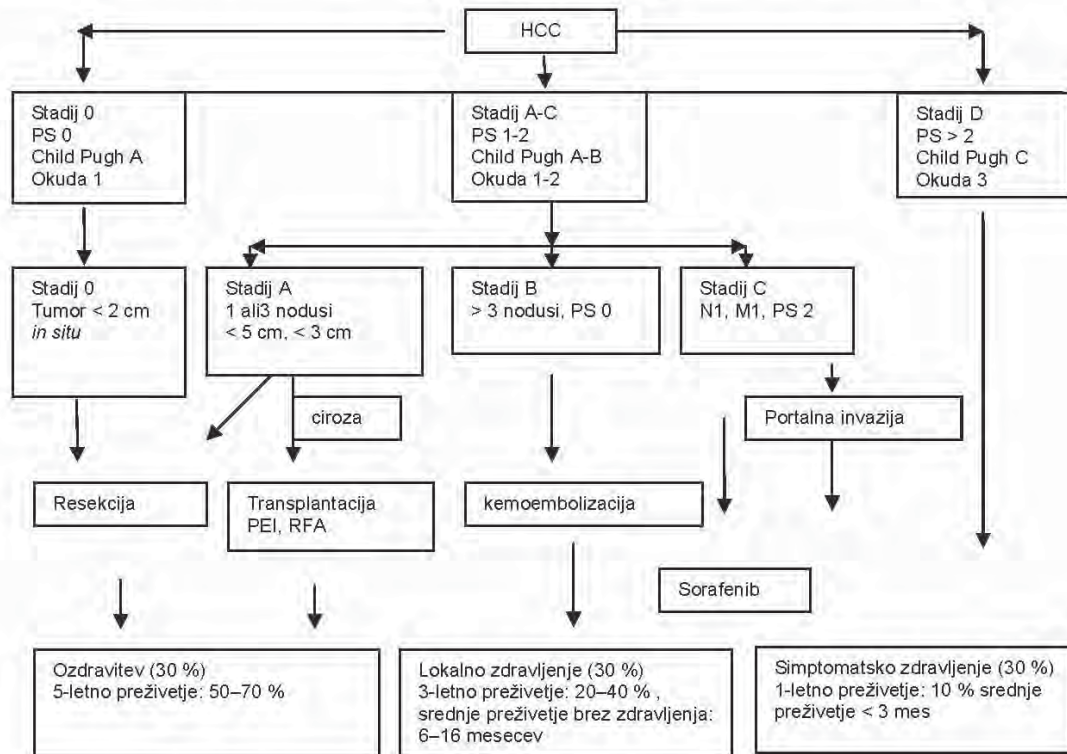 HCC
Stadij 0
PS 0
Child Pugh A
Okuda 1
Stadij A-C
PS 1-2
Child Pugh A-B
Okuda 1-2
Stadij D
PS > 2
Child Pugh C
Okuda 3
Stadij 0
Tumor < 2 cm
in situ
Stadij A
1 ali3 nodusi
< 5 cm, < 3 cm
Stadij B
> 3 nodusi, PS 0
Stadij C
N1, M1, PS 2
ciroza
Portalna invazija
Resekcija
Transplantacija
PEI, RFA
kemoembolizacija
Sorafenib
Ozdravitev (30 %)
5-letno preživetje: 50–70 %
Lokalno zdravljenje (30 %)
3-letno preživetje: 20–40 % ,
srednje preživetje brez zdravljenja:
6–16 mesecev
Simptomatsko zdravljenje (30 %)
1-letno preživetje: 10 % srednje
preživetje < 3 mes